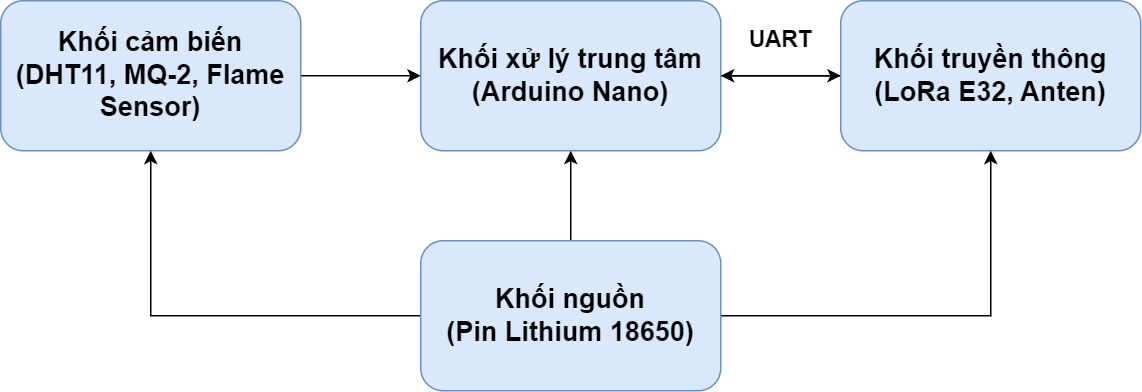 Khối cảm biến
(DHT11, MQ-2, Flame
Sensor)
Khối xử lý trung tâm
(Arduino Nano)
UART
Khối truyền thông
(LoRa E32, Anten)
Khối nguồn
(Pin Lithium 18650)